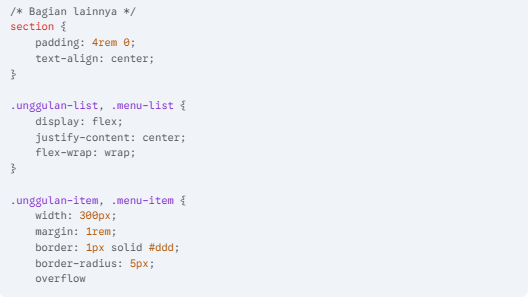 /* Bagian lainnya */
section {
    padding: 4rem 0;
    text-align: center;
}

.unggulan-list, .menu-list {
    display: flex;
    justify-content: center;
    flex-wrap: wrap;
}

.unggulan-item, .menu-item {
    width: 300px;
    margin: 1rem;
    border: 1px solid #ddd;
    border-radius: 5px;
    overflow